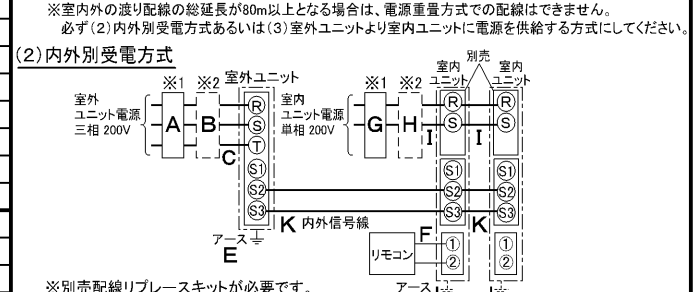 ※室内外の渡り配線の総延長が80m以上となる場合は、電源重畳方式での配線はできません。
必ず(2)内外別受電方式あるいは(3)室外ユニットより室内ユニットに電源を供給する方式にしてください。
(2)内外別受電方式
別売
※1 ※2 室外ユニット ※1 ※2 室内ユニット 室内ユニット
室外
ユニット電源
三相 200V
A B C
R
S
T
S1
S2
S3
アース
E
室内
ユニット電源
単相 200V
G H I I
R
S
S1
S2
S3
R
S
S1
S2
S3
K 内外信号線 K
リモコン F
①
②
①
②
アース
※別売配線リプレースキットが必要です。